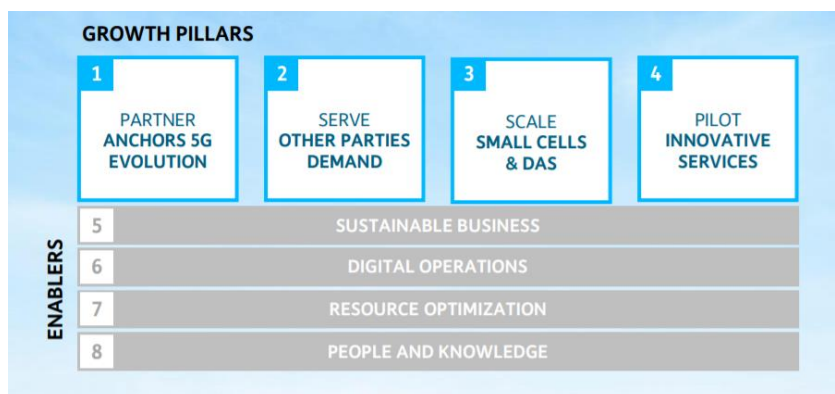 GROWTH PILLARS
1
PARTNER
ANCHORS 5G
EVOLUTION
2
SERVE
OTHER PARTIES
DEMAND
3
SCALE
SMALL CELLS
& DAS
4
PILOT
INNOVATIVE
SERVICES
ENABLERS
5 SUSTAINABLE BUSINESS
6 DIGITAL OPERATIONS
7 RESOURCE OPTIMIZATION
8 PEOPLE AND KNOWLEDGE